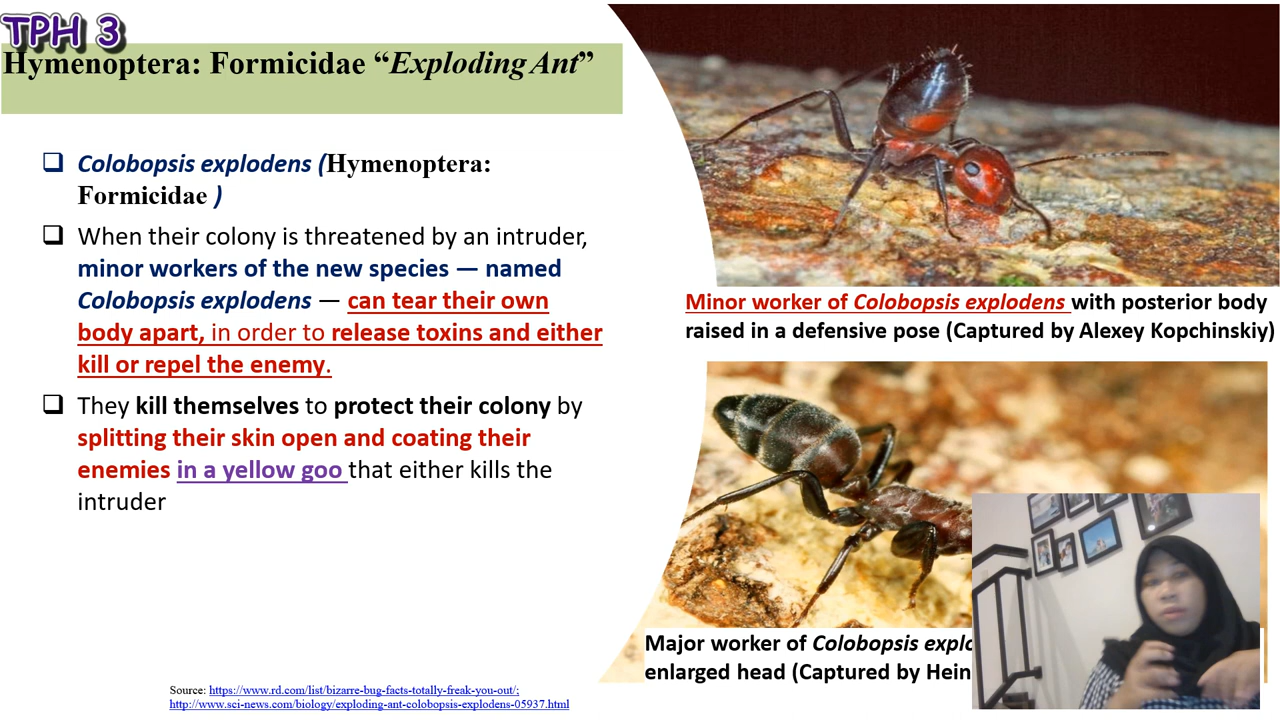 TPH 3
Hymenoptera: Formicidae “Exploding Ant”
Colobopsis explodens (Hymenoptera:
Formicidae )
When their colony is threatened by an intruder,
minor workers of the new species — named
Colobopsis explodens — can tear their own
body apart, in order to release toxins and either
kill or repel the enemy.
They kill themselves to protect their colony by
splitting their skin open and coating their
enemies in a yellow goo that either kills the
intruder
Minor worker of Colobopsis explodens with posterior body
raised in a defensive pose (Captured by Alexey Kopchinskiy)
Major worker of Colobopsis explo
enlarged head (Captured by Hein
Source: https://www.rd.com/list/bizarre-bug-facts-totally-freak-you-out/;
http://www.sci-news.com/biology/exploding-ant-colobopsis-explodens-05937.html